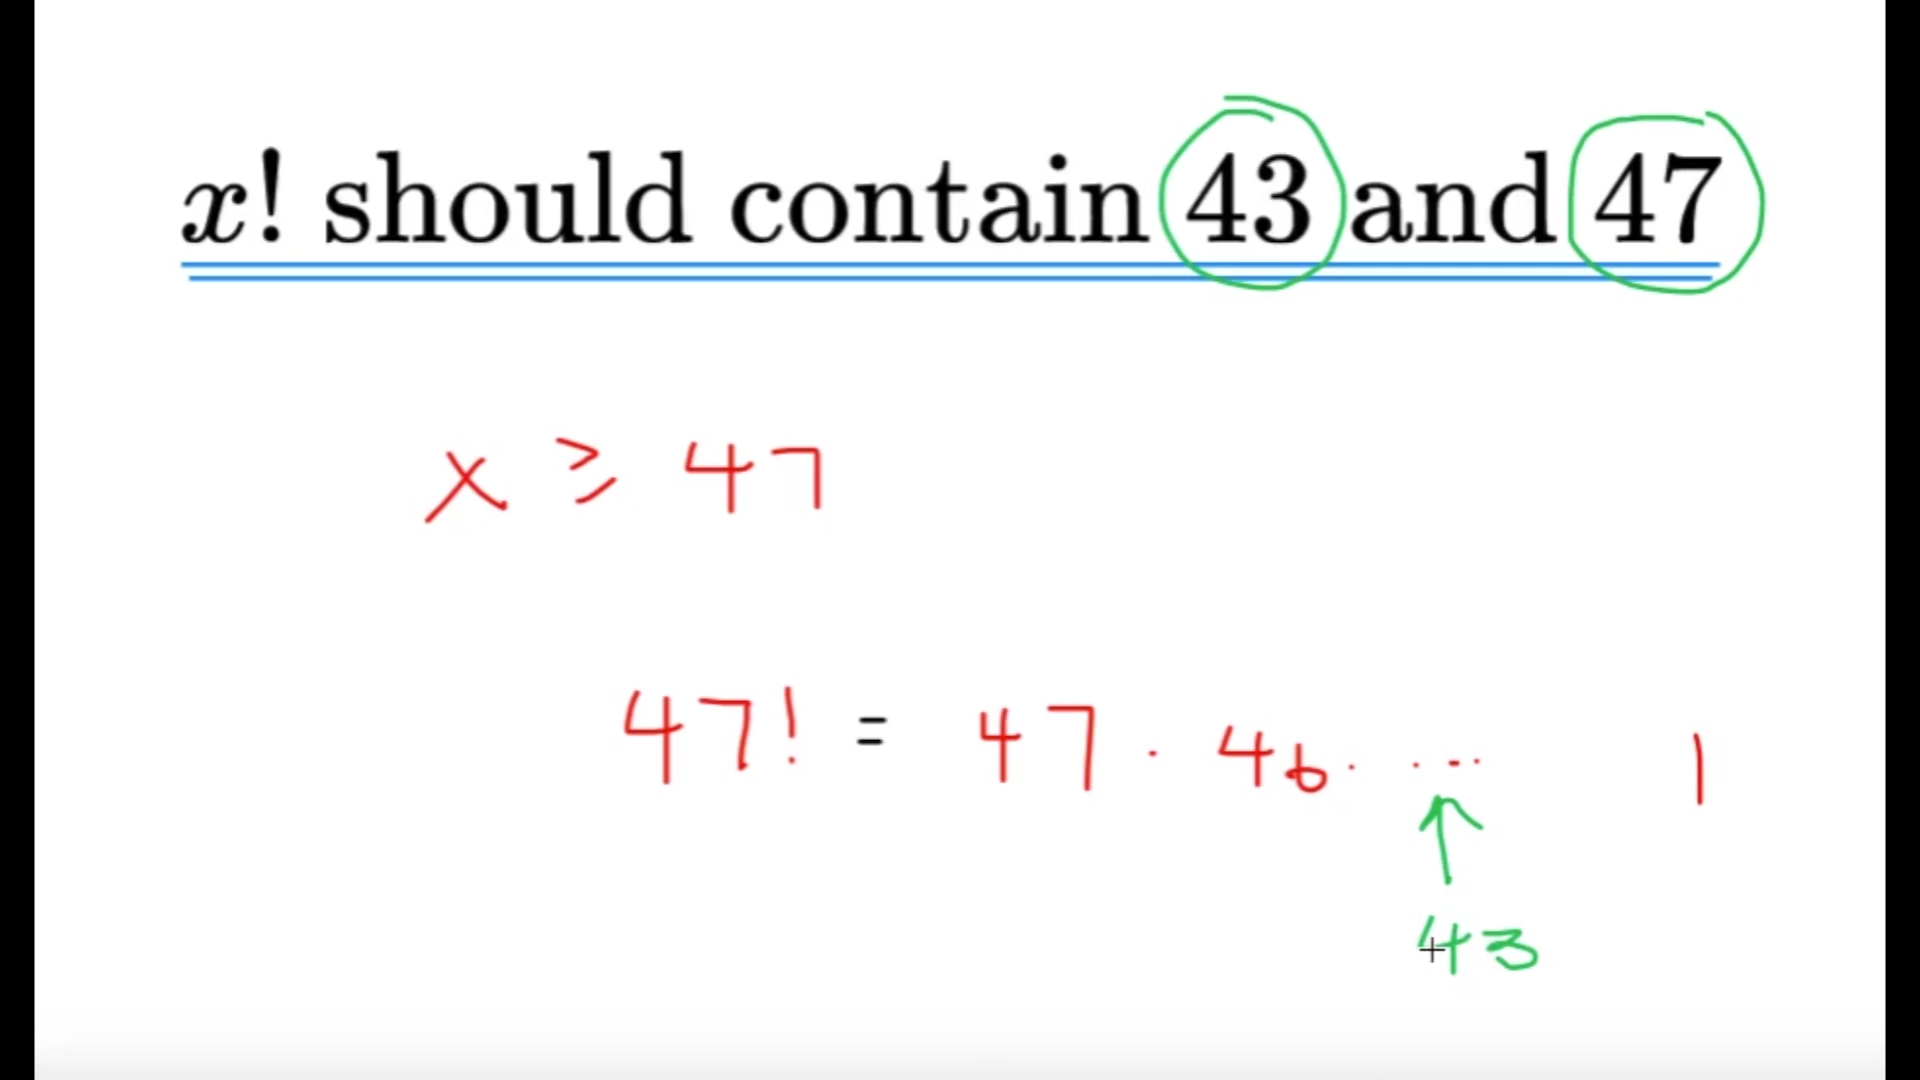 x! should contain 43 and 47
x ≥ 47
47! = 47 · 46 · ... 1
43